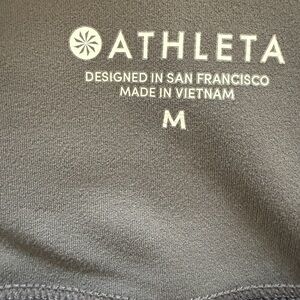 ATHLETA
DESIGNED IN SAN FRANCISCO
MADE IN VIETNAM
M